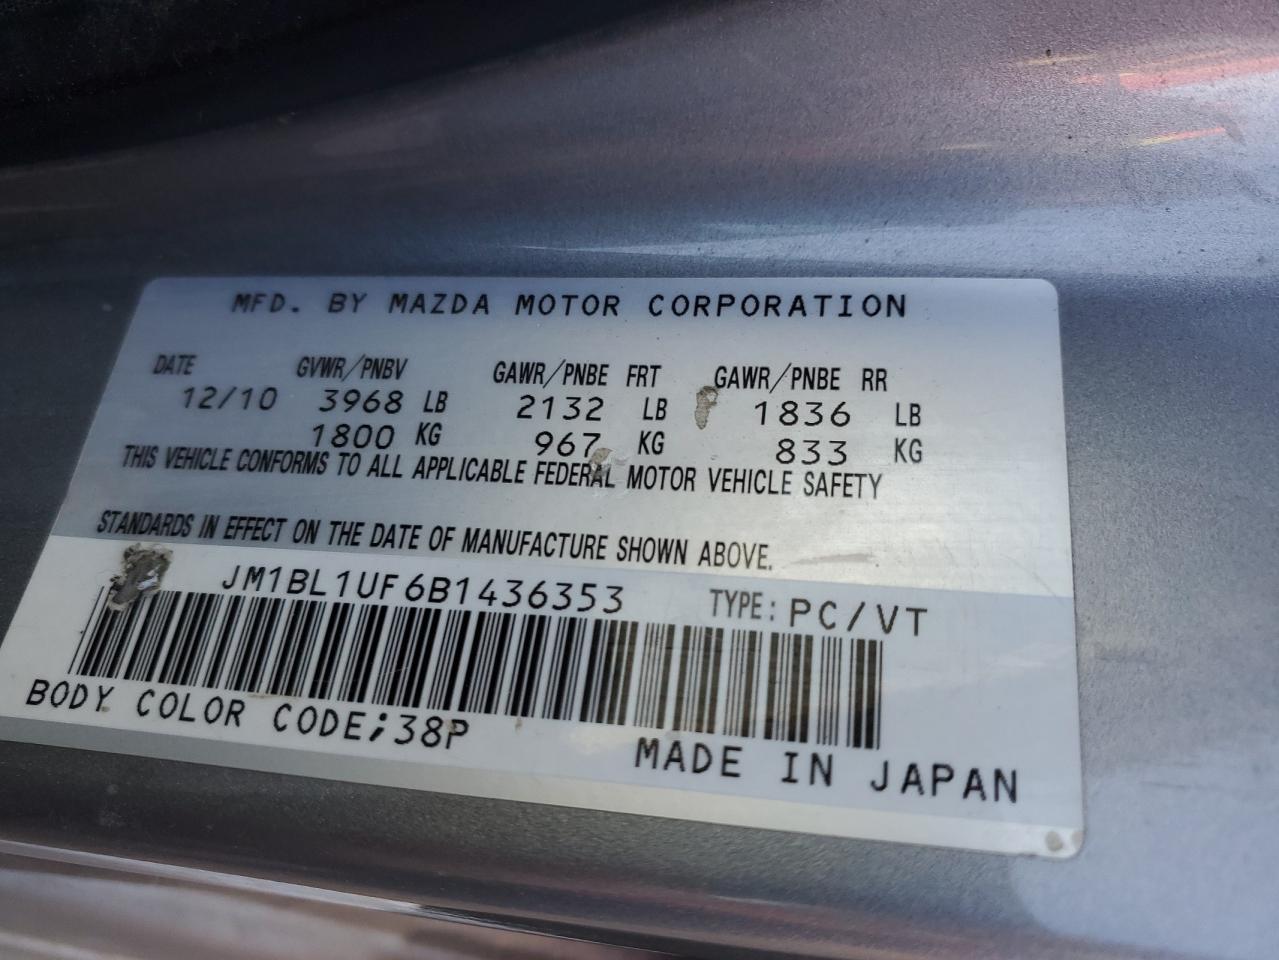 MFD. BY MAZDA MOTOR CORPORATION
DATE GVWR/PNBV GAWR/PNBE FRT GAWR/PNBE RR
12/10 3968 LB 2132 LB 1836 LB
1800 KG 967 KG 833 KG
THIS VEHICLE CONFORMS TO ALL APPLICABLE FEDERAL MOTOR VEHICLE SAFETY
STANDARDS IN EFFECT ON THE DATE OF MANUFACTURE SHOWN ABOVE.
JM1BL1UF6B1436353 TYPE: PC/VT
BODY COLOR CODE;38P
MADE IN JAPAN